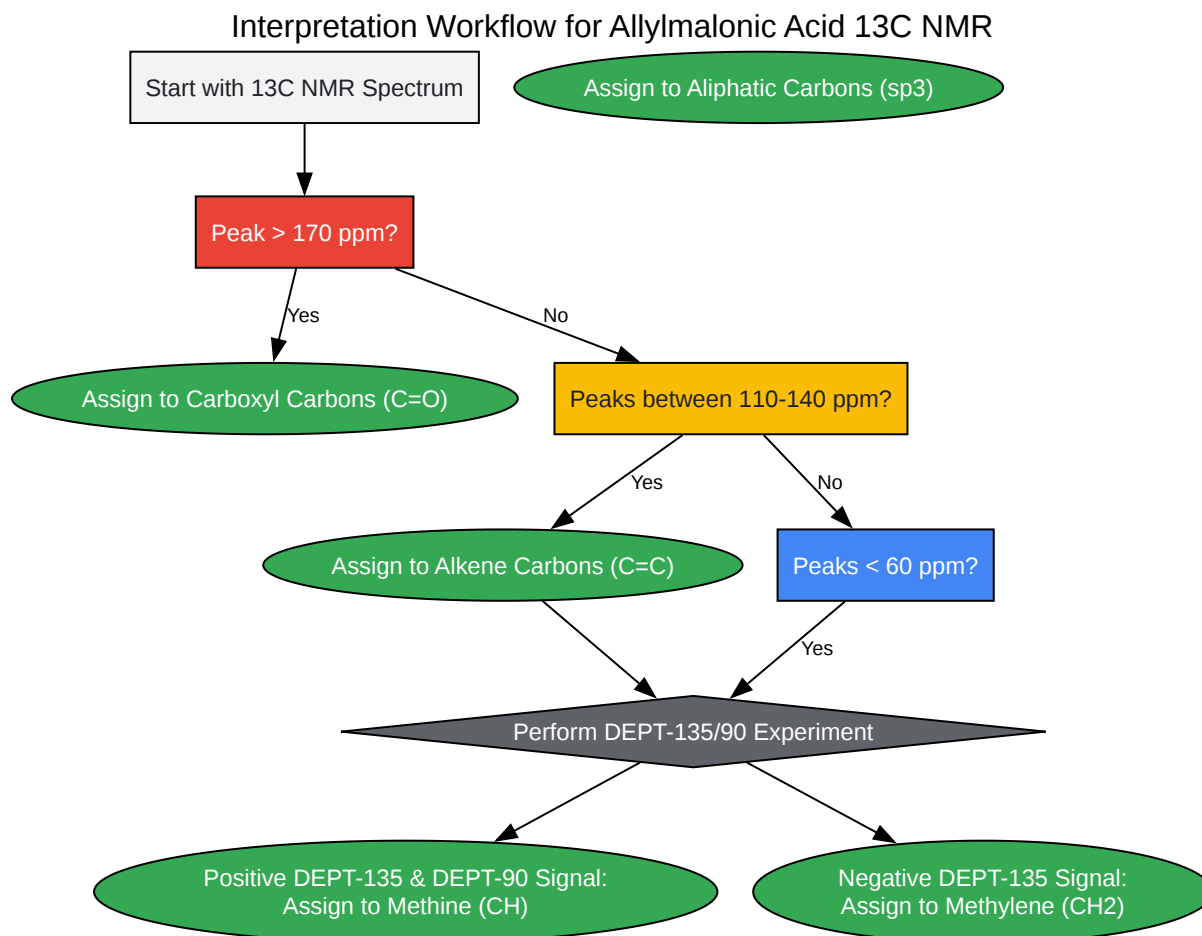 Interpretation Workflow for Allylmalonic Acid 13C NMR
Start with 13C NMR Spectrum
Assign to Aliphatic Carbons (sp3)
Peak > 170 ppm?
Yes
No
Assign to Carboxyl Carbons (C=O)
Peaks between 110-140 ppm?
Yes
No
Assign to Alkene Carbons (C=C)
Peaks < 60 ppm?
Yes
Perform DEPT-135/90 Experiment
Positive DEPT-135 & DEPT-90 Signal:
Assign to Methine (CH)
Negative DEPT-135 Signal:
Assign to Methylene (CH2)